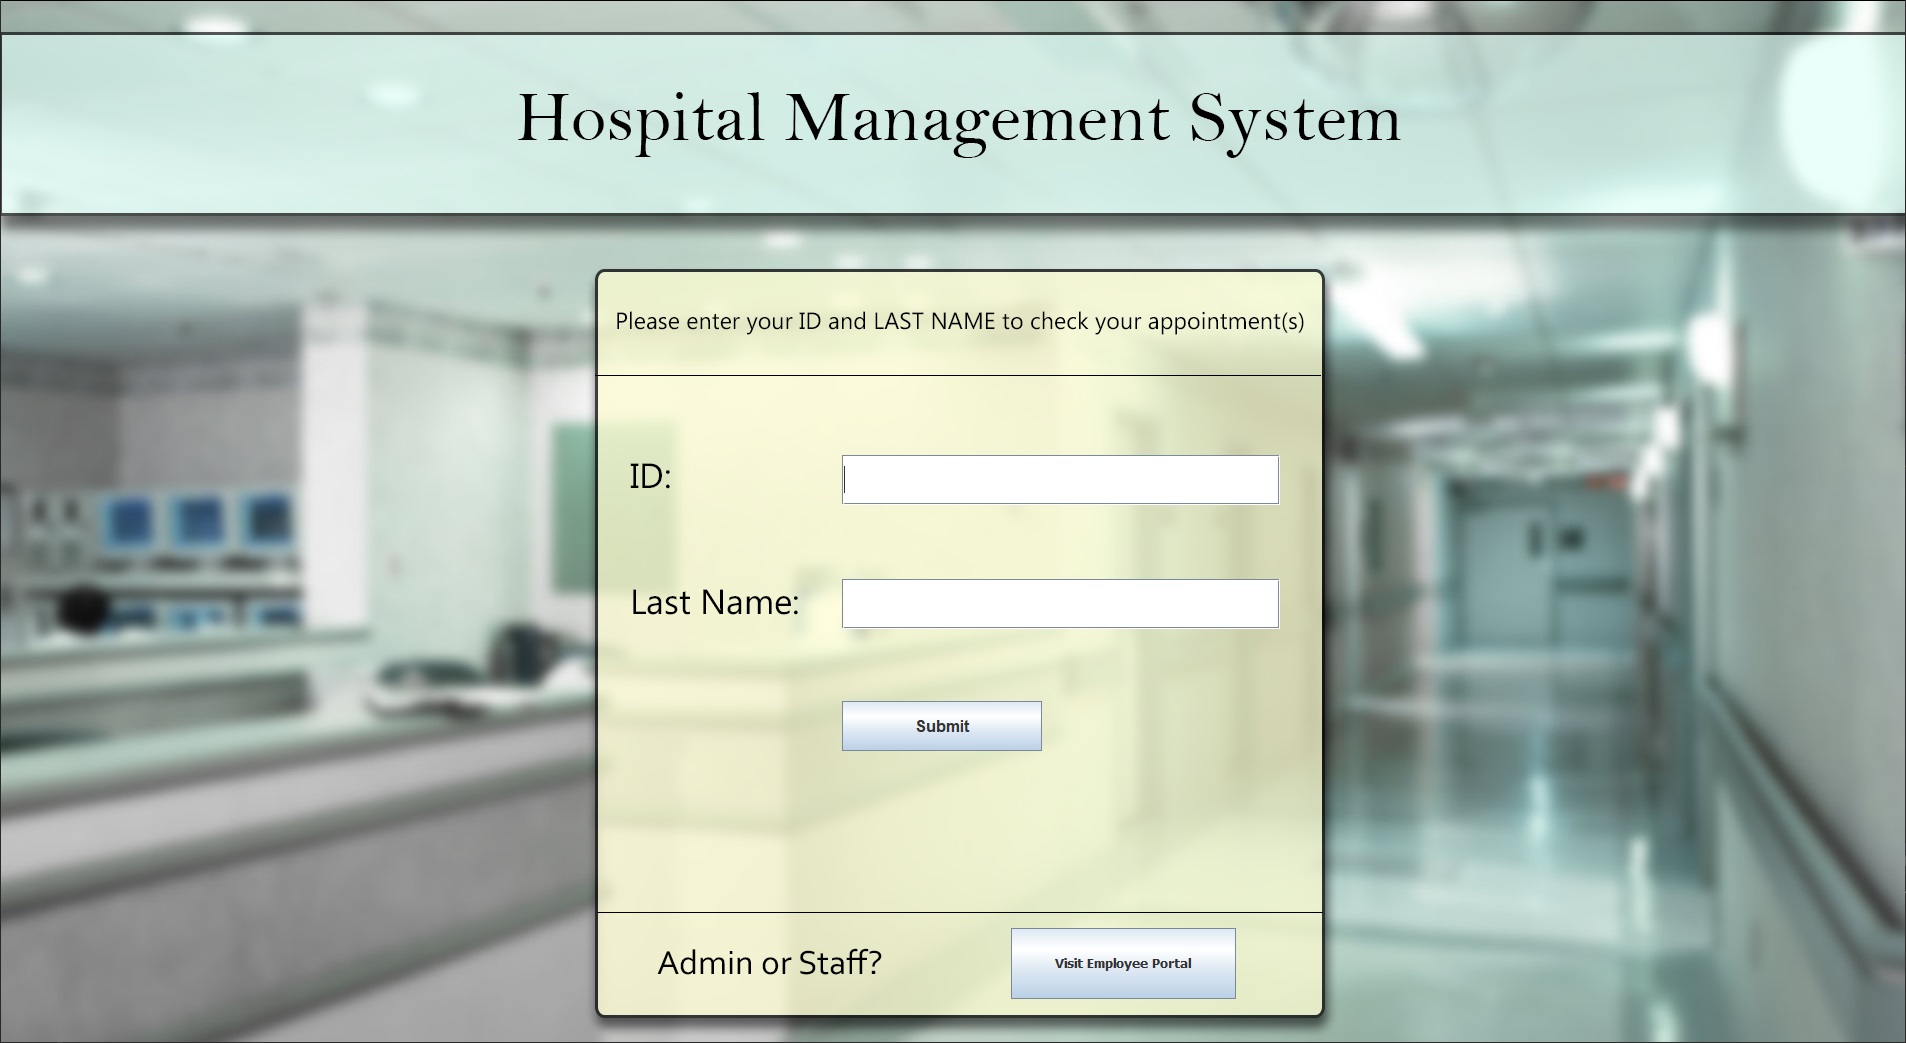 Hospital Management System
Please enter your ID and LAST NAME to check your appointment(s)
ID:
Last Name:
Submit
Admin or Staff?
Visit Employee Portal